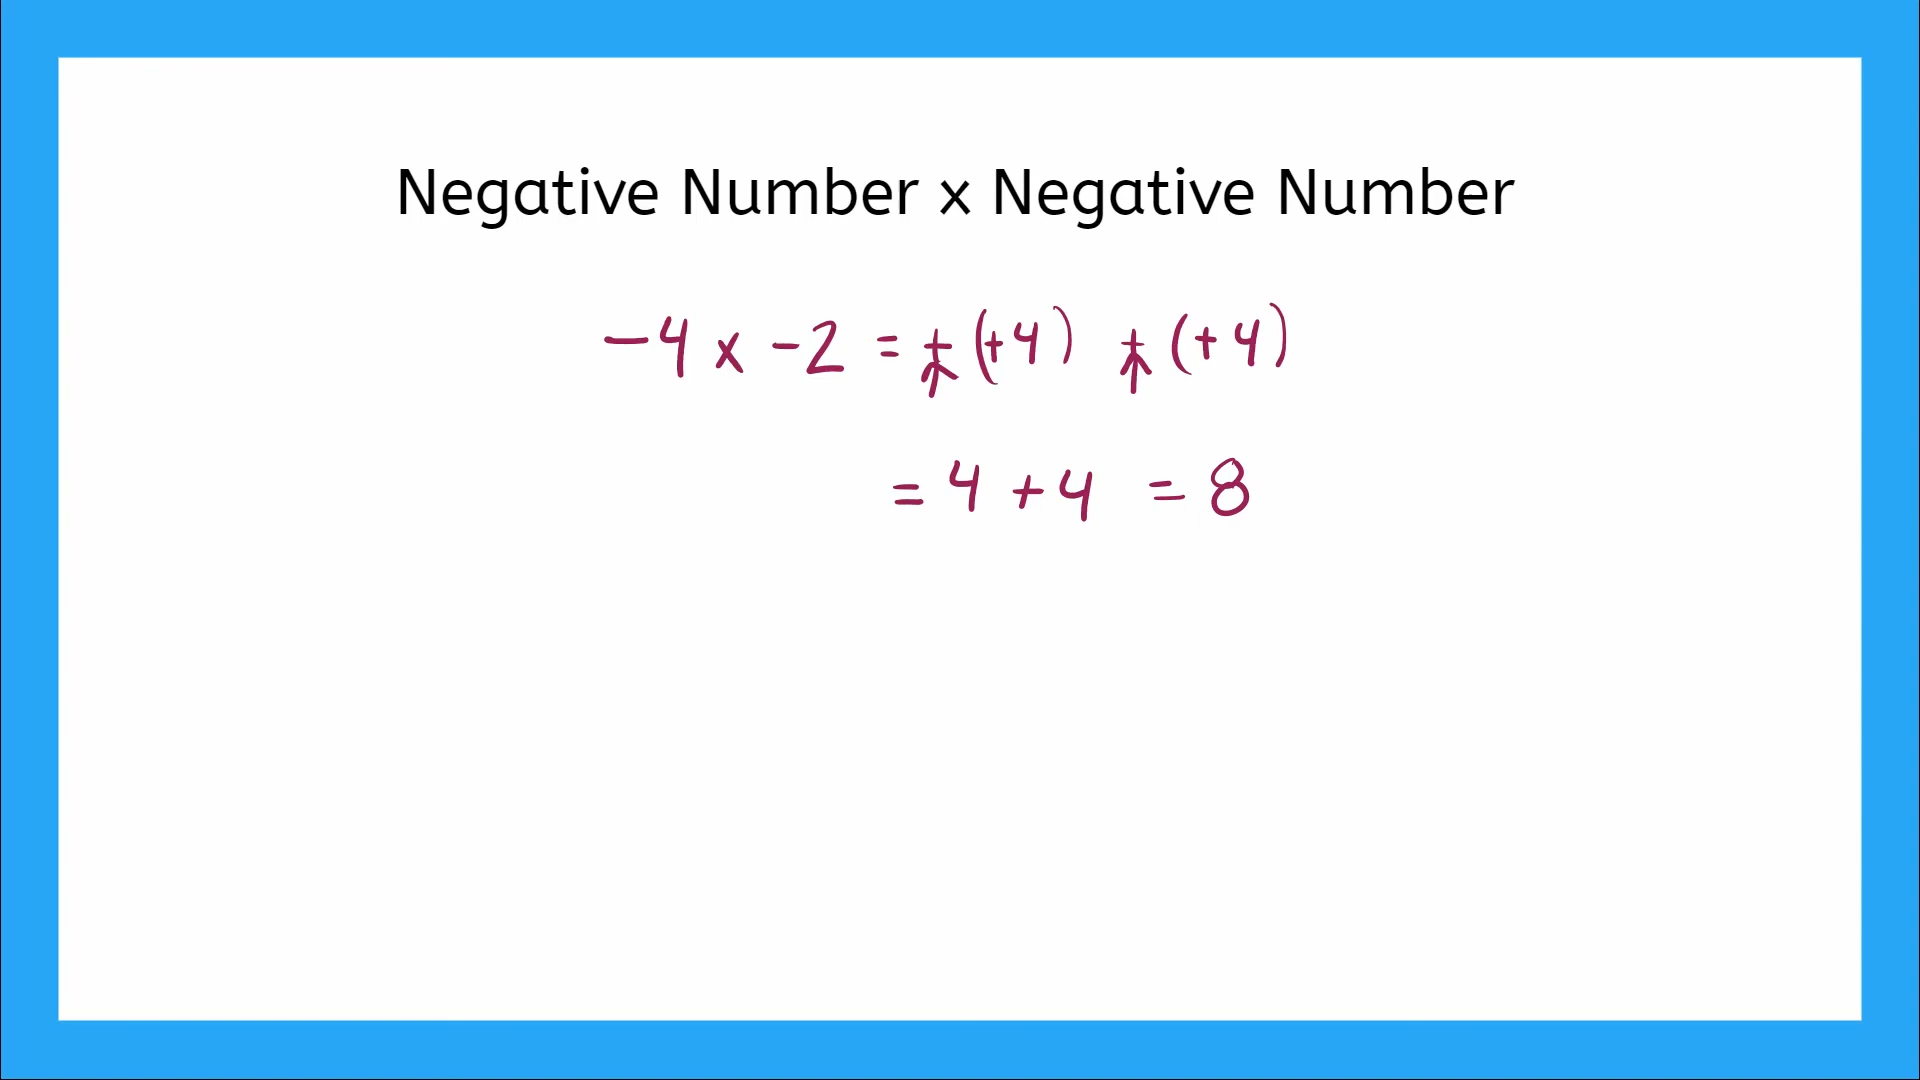 Negative Number x Negative Number
-4 x -2 = +(+4) +(+4)
= 4 + 4 = 8